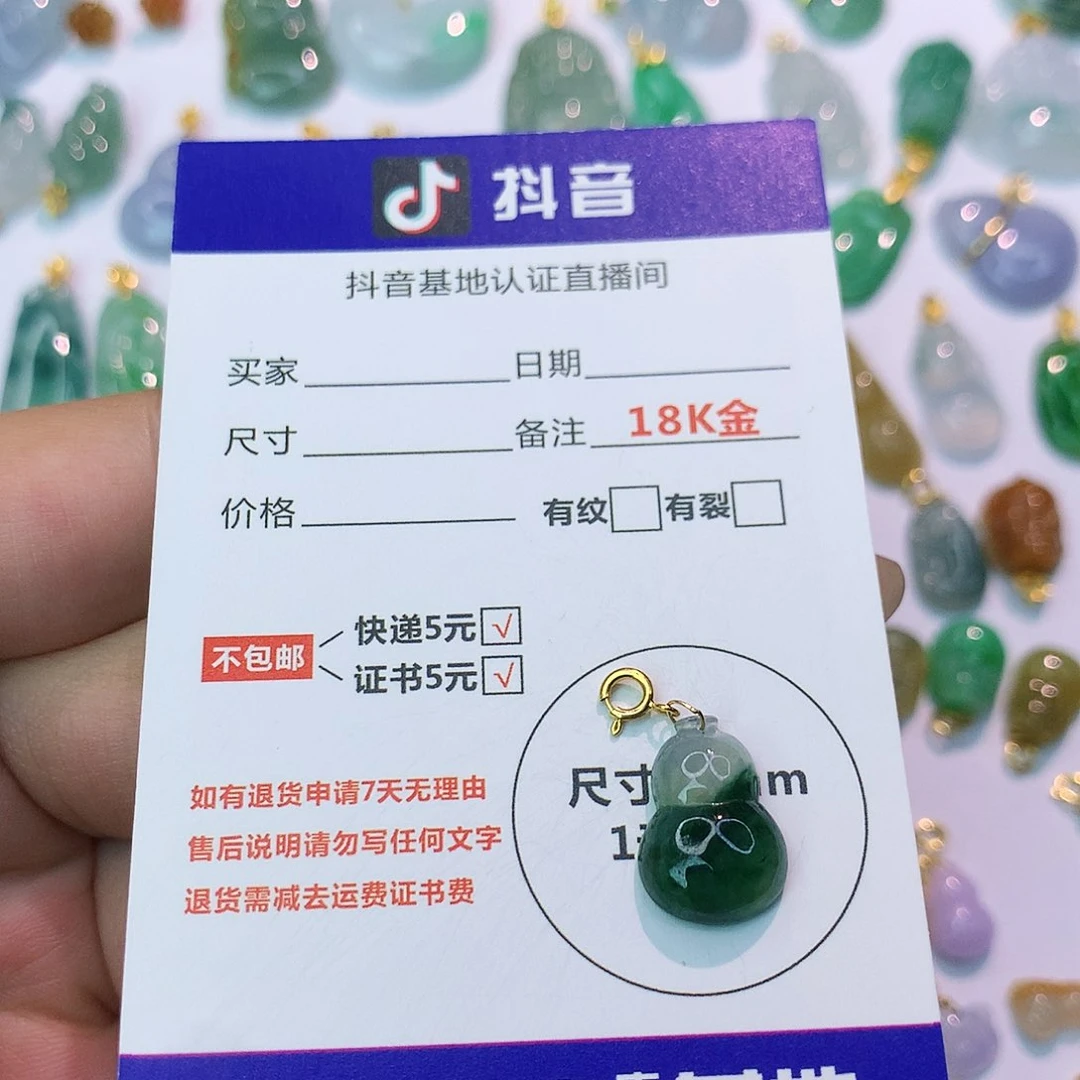 抖音
抖音基地认证直播间
买家 日期
尺寸 备注 18K金
价格 有纹 有裂
不包邮 快递5元 √
证书5元 √
如有退货申请7天无理由
售后说明请勿写任何文字
退货需减去运费证书费
尺寸 m
1